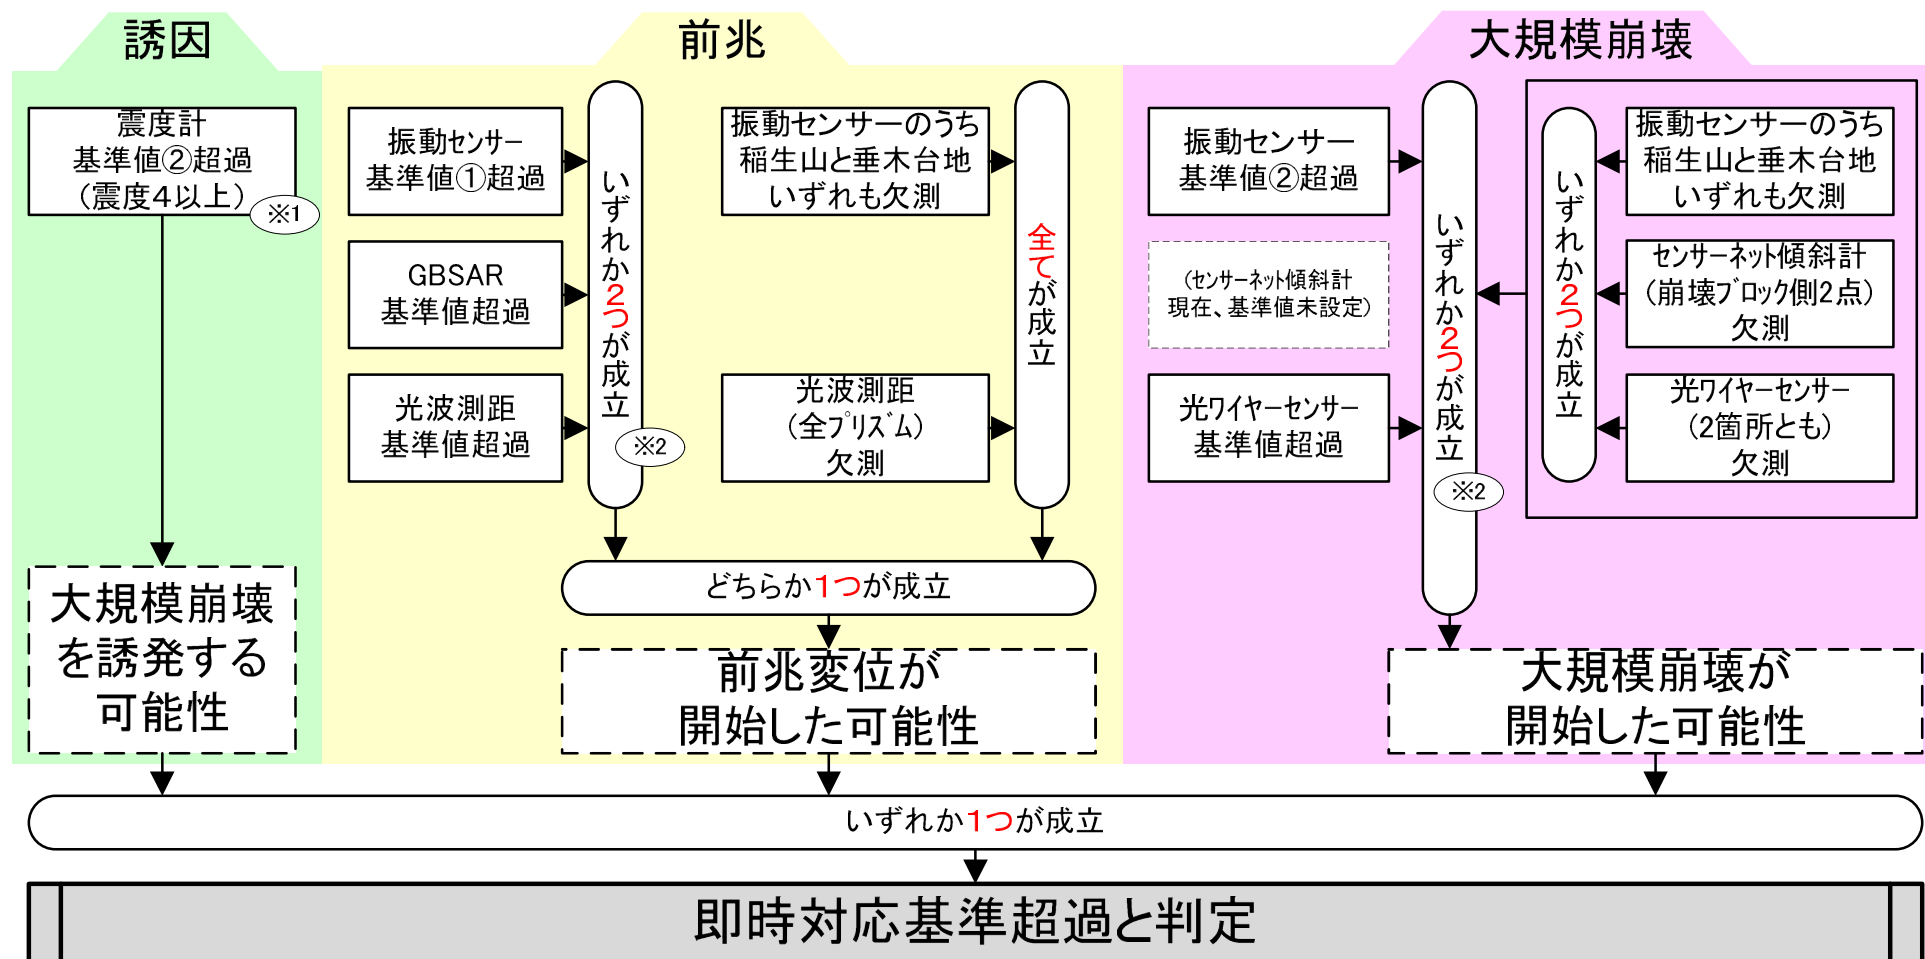 誘因
震度計
基準値②超過
（震度４以上）
※1
大規模崩壊
を誘発する
可能性
前兆
振動センサー
基準値①超過
GBSAR
基準値超過
光波測距
基準値超過
いずれか２つが成立
※2
振動センサーのうち
稲生山と垂木台地
いずれも欠測
光波測距
（全プリズム）
欠測
全てが成立
どちらか１つが成立
前兆変位が
開始した可能性
大規模崩壊
振動センサー
基準値②超過
（センサーネット傾斜計
現在、基準値未設定）
光ワイヤーセンサー
基準値超過
いずれか２つが成立
※2
いずれか２つが成立
振動センサーのうち
稲生山と垂木台地
いずれも欠測
センサーネット傾斜計
（崩壊ブロック側2点）
欠測
光ワイヤーセンサー
（2箇所とも）
欠測
大規模崩壊が
開始した可能性
いずれか１つが成立
即時対応基準超過と判定